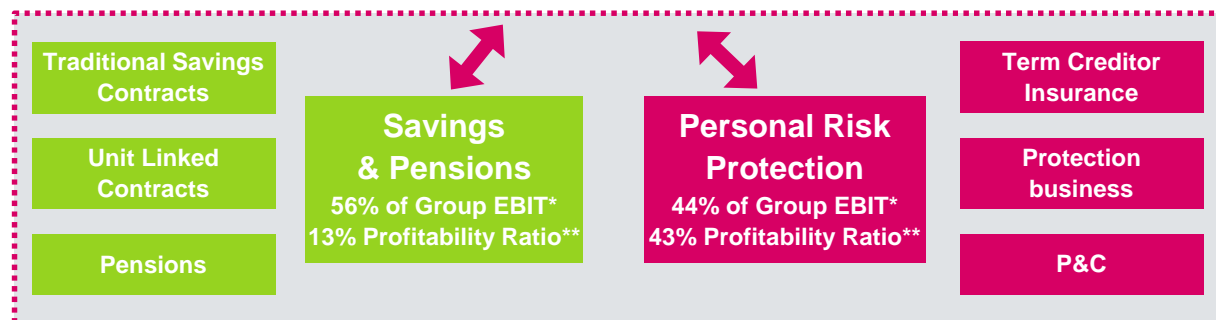 Traditional Savings
Contracts
Unit Linked
Contracts
Pensions
Savings
& Pensions
56% of Group EBIT*
13% Profitability Ratio**
Personal Risk
Protection
44% of Group EBIT*
43% Profitability Ratio**
Term Creditor
Insurance
Protection
business
P&C